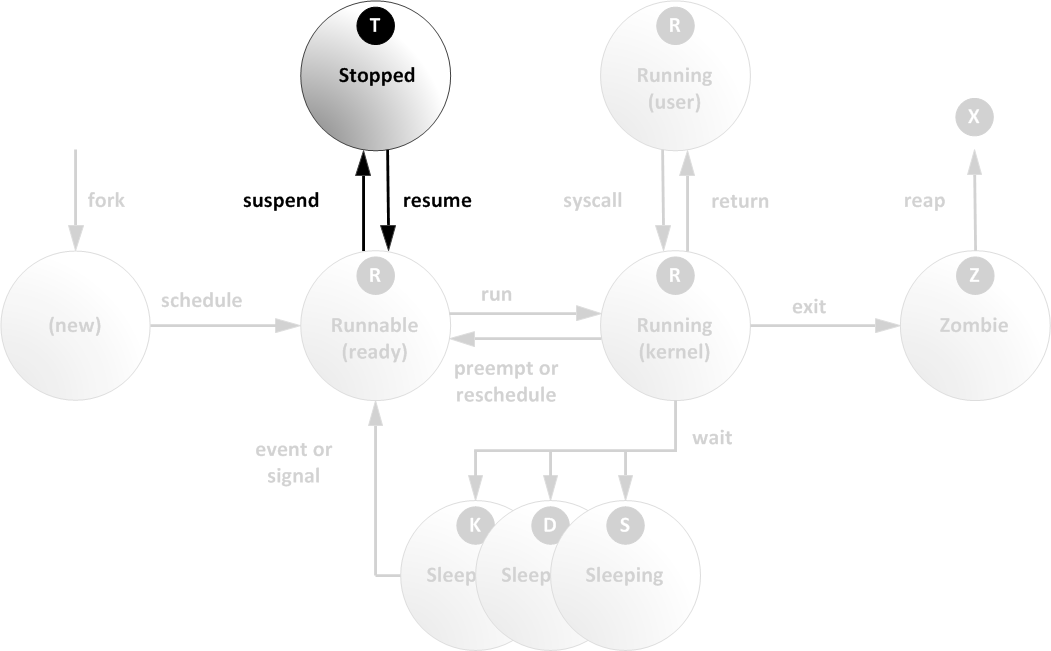 T
Stopped
R
Running
(user)
X
fork
suspend
resume
syscall
return
reap
(new)
schedule
R
Runnable
(ready)
run
preempt or
reschedule
R
Running
(kernel)
exit
Z
Zombie
event or
signal
wait
K
Sleep
D
Sleep
S
Sleeping